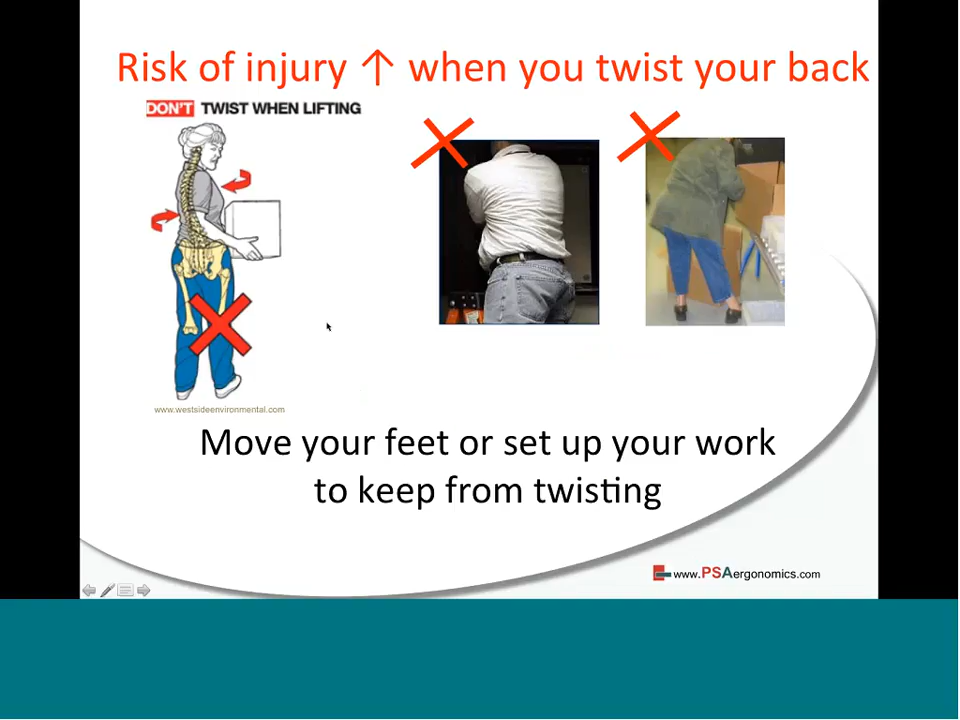 Risk of injury ↑ when you twist your back
DON'T TWIST WHEN LIFTING
www.westsideenvironmental.com
Move your feet or set up your work
to keep from twisting
www.PSAergonomics.com